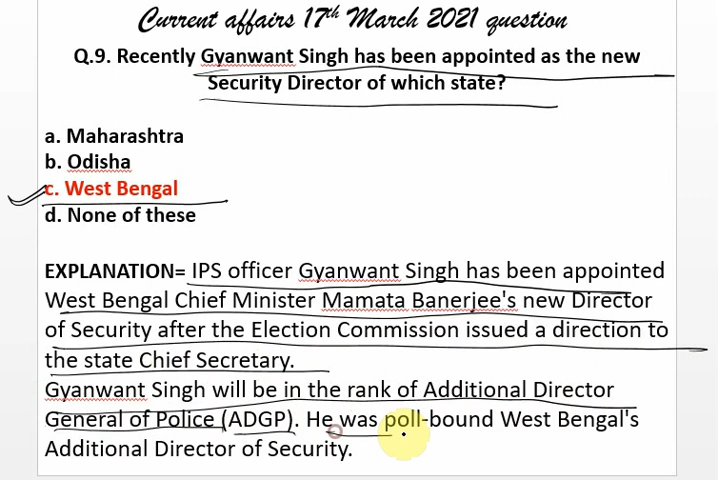 Current affairs 17th March 2021 question
Q.9. Recently Gyanwant Singh has been appointed as the new
Security Director of which state?
a. Maharashtra
b. Odisha
c. West Bengal
d. None of these
EXPLANATION= IPS officer Gyanwant Singh has been appointed
West Bengal Chief Minister Mamata Banerjee's new Director
of Security after the Election Commission issued a direction to
the state Chief Secretary.
Gyanwant Singh will be in the rank of Additional Director
General of Police (ADGP). He was poll-bound West Bengal's
Additional Director of Security.